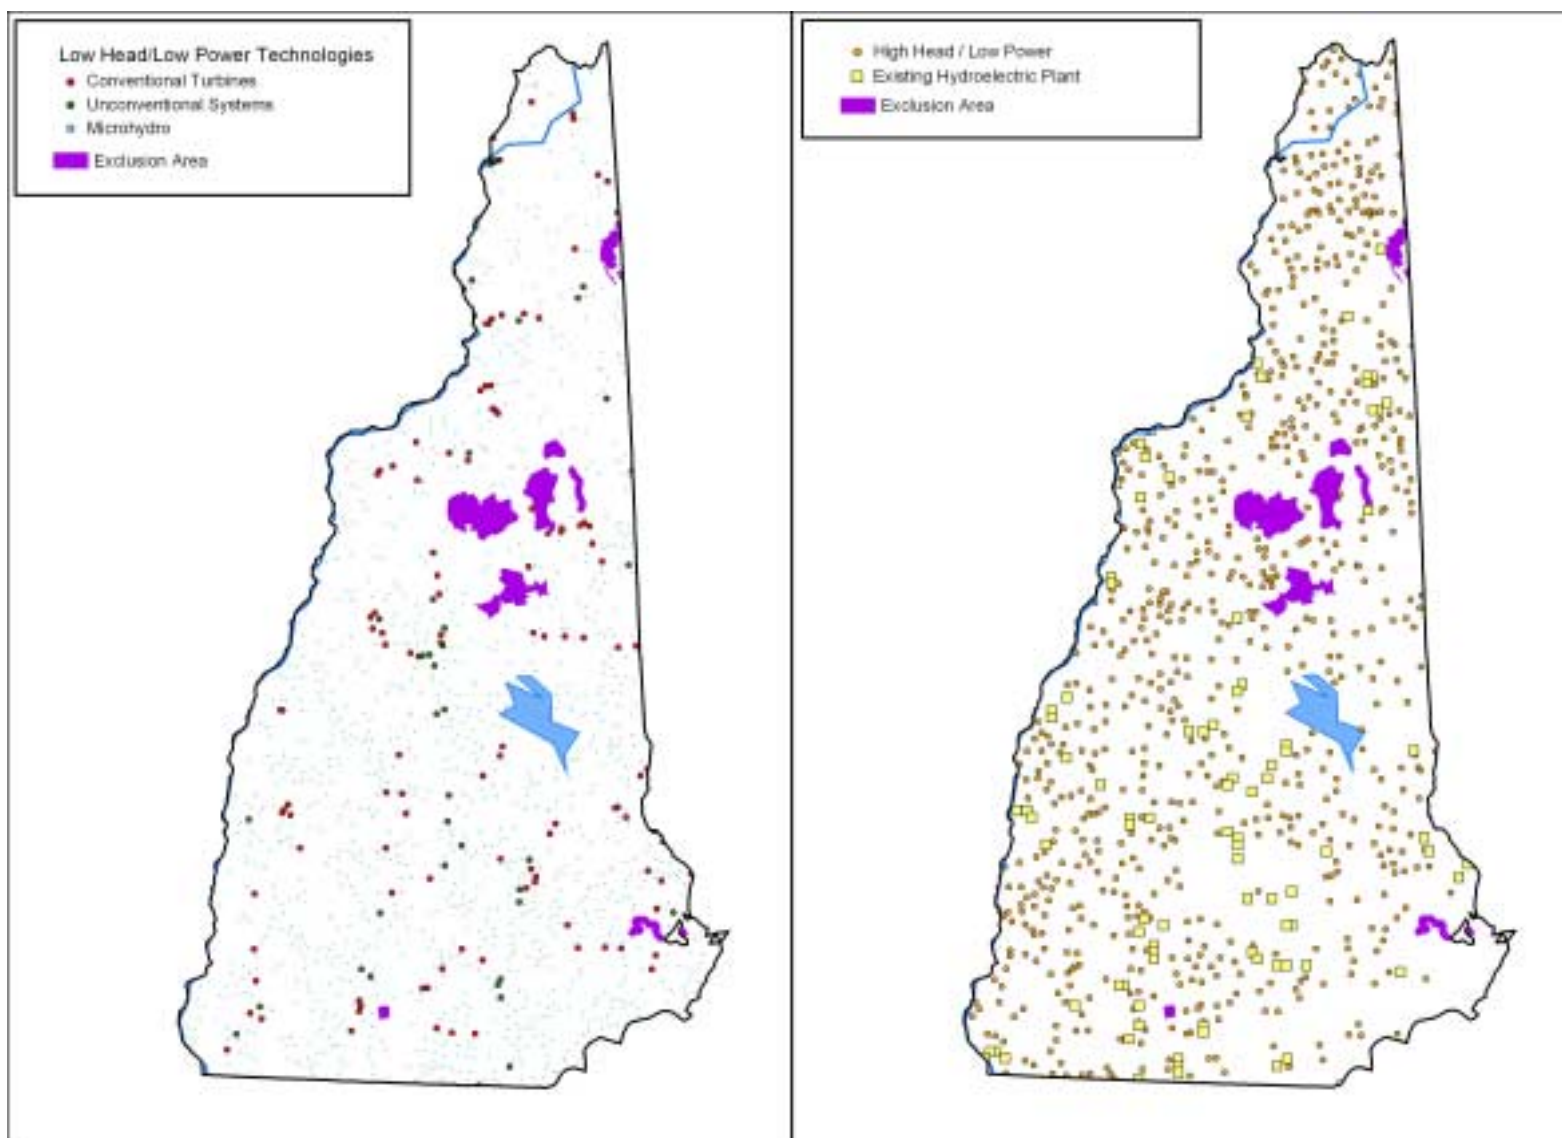 Low Head/Low Power Technologies
Conventional Turbines
Unconventional Systems
Microhydro
Exclusion Area
High Head / Low Power
Existing Hydroelectric Plant
Exclusion Area